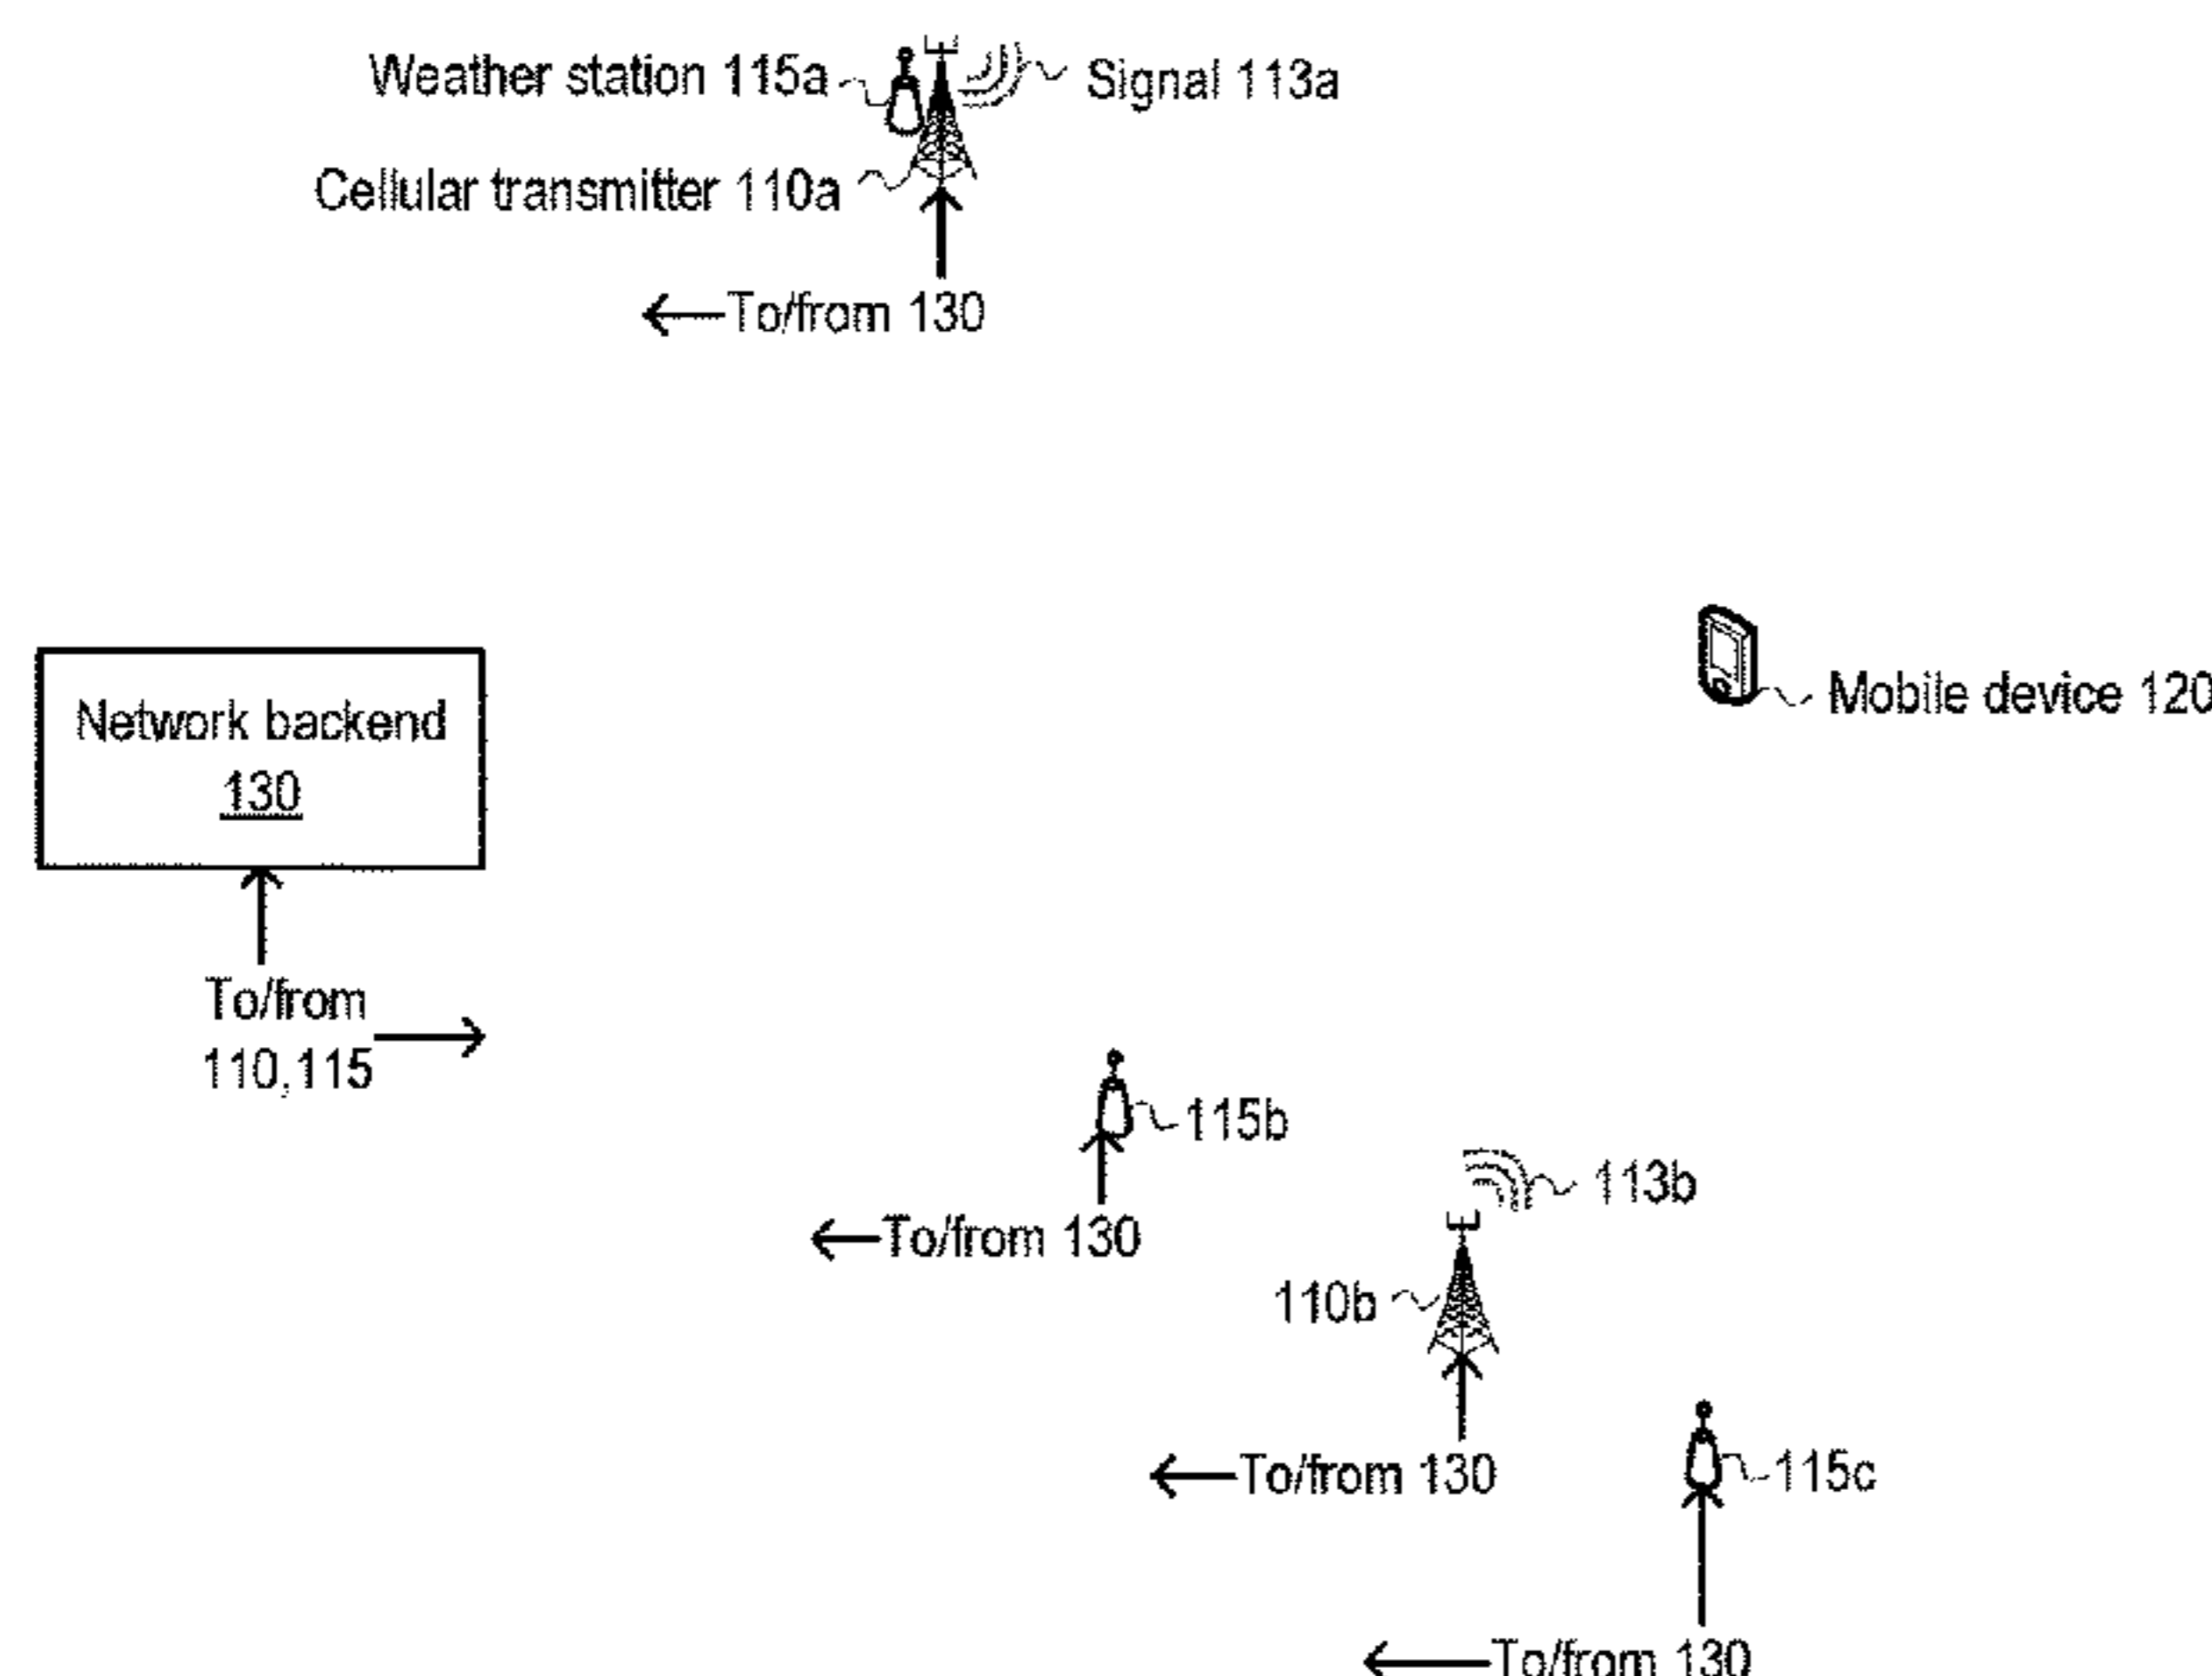 Weather station 115a
Signal 113a
Cellular transmitter 110a
To/from 130
Mobile device 120
Network backend
130
To/from
110,115
115b
113b
To/from 130
110b
To/from 130
115c
To/from 130